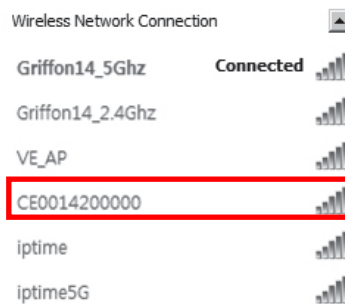 Wireless Network Connection
Griffon14_5Ghz Connected
Griffon14_2.4Ghz
VE_AP
CE0014200000
iptime
iptime5G